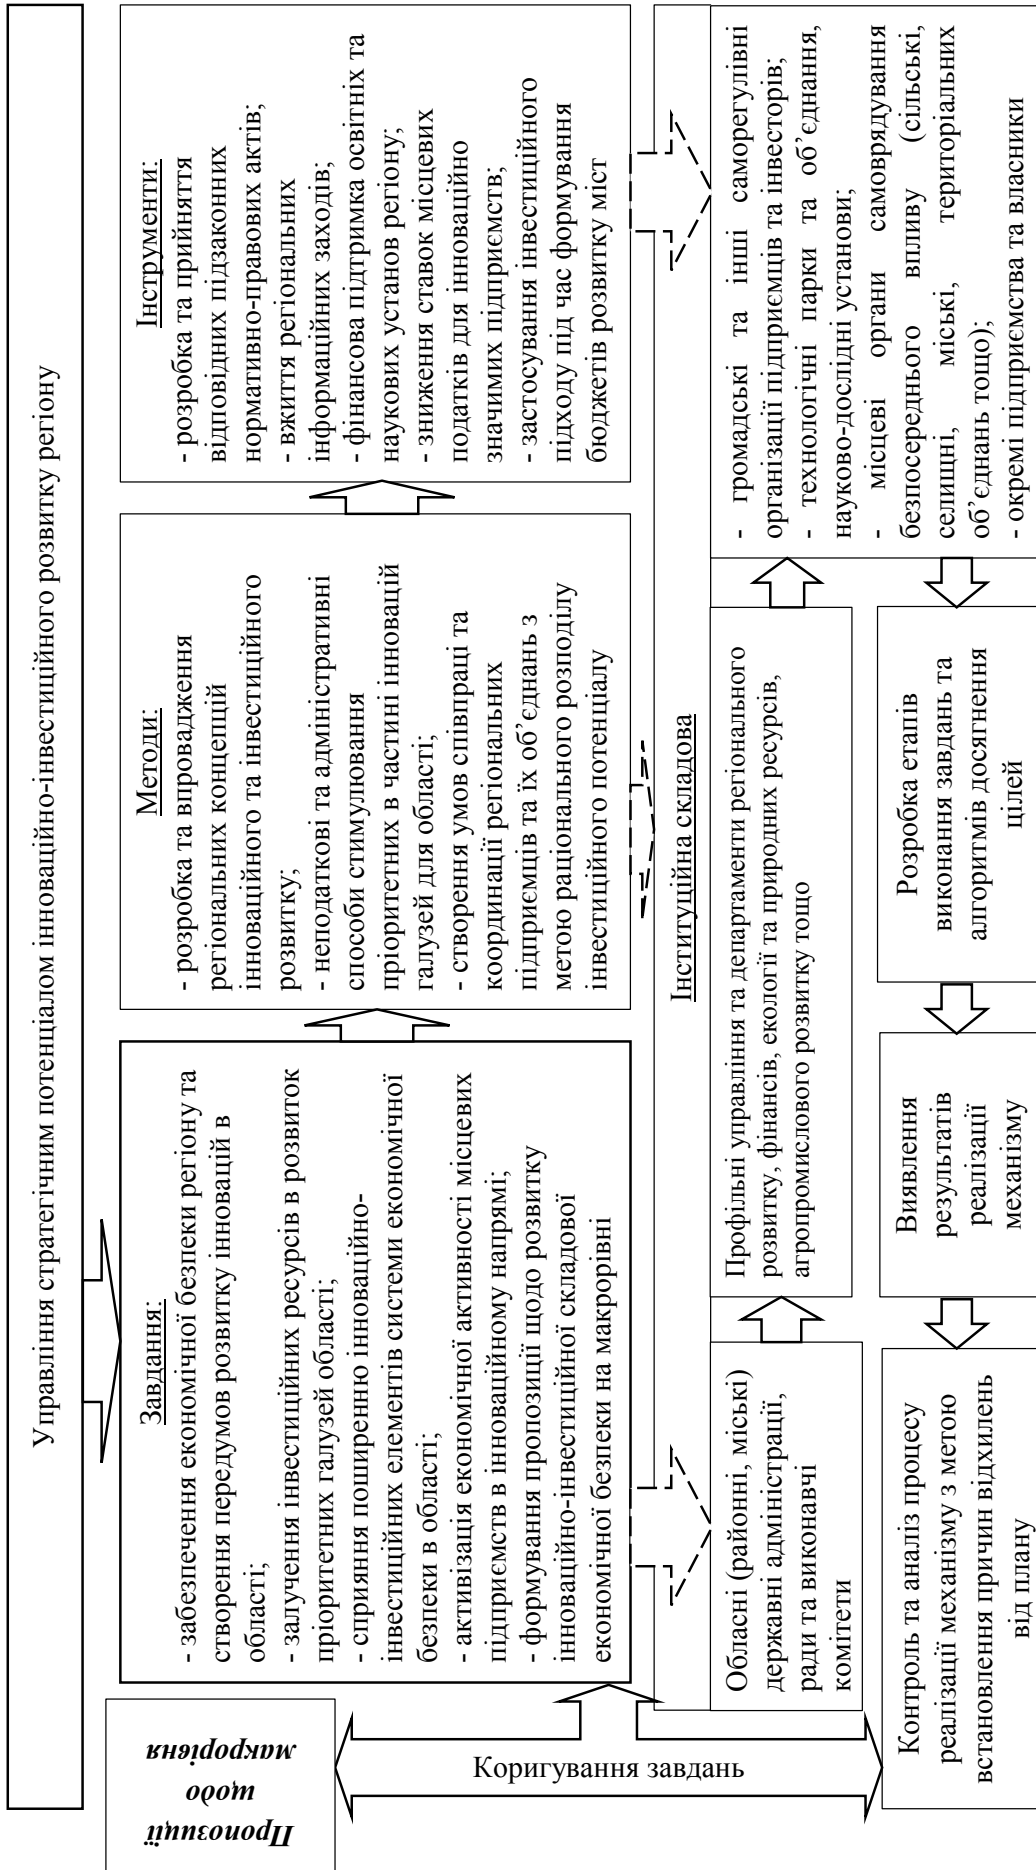 Управління стратегічним потенціалом інноваційно-інвестиційного розвитку регіону
Завдання:
- забезпечення економічної безпеки регіону та
створення передумов розвитку інновацій в
області;
- залучення інвестиційних ресурсів в розвиток
пріоритетних галузей області;
- сприяння поширенню інноваційно-
інвестиційних елементів системи економічної
безпеки в області;
- активізація економічної активності місцевих
підприємств в інноваційному напрямі;
- формування пропозиції щодо розвитку
інноваційно-інвестиційної складової
економічної безпеки на макрорівні
Методи:
- розробка та впровадження
регіональних концепцій
інноваційного та інвестиційного
розвитку;
- неподаткові та адміністративні
способи стимулювання
пріоритетних в частині інновацій
галузей для області;
- створення умов співпраці та
координації регіональних
підприємців та їх об’єднань з
метою раціонального розподілу
інвестиційного потенціалу
Інструменти:
- розробка та прийняття
відповідних підзаконних
нормативно-правових актів;
- вжиття регіональних
інформаційних заходів;
- фінансова підтримка освітніх та
наукових установ регіону;
- зниження ставок місцевих
податків для інноваційно
значимих підприємств;
- застосування інвестиційного
підходу під час формування
бюджетів розвитку міст
Пропозиції
щодо
макрорівня
Коригування завдань
Інституційна складова
Обласні (районні, міські)
державні адміністрації,
ради та виконавчі
комітети
Профільні управління та департаменти регіонального
розвитку, фінансів, екології та природних ресурсів,
агропромислового розвитку тощо
- громадські та інші саморегулівні
організації підприємців та інвесторів;
- технологічні парки та об’єднання,
науково-дослідні установи;
- місцеві органи самоврядування
безпосереднього впливу (сільські,
селищні, міські, територіальних
об’єднань тощо);
- окремі підприємства та власники
Розробка етапів
виконання завдань та
алгоритмів досягнення
цілей
Виявлення
результатів
реалізації
механізму
Контроль та аналіз процесу
реалізації механізму з метою
встановлення причин відхилень
від плану